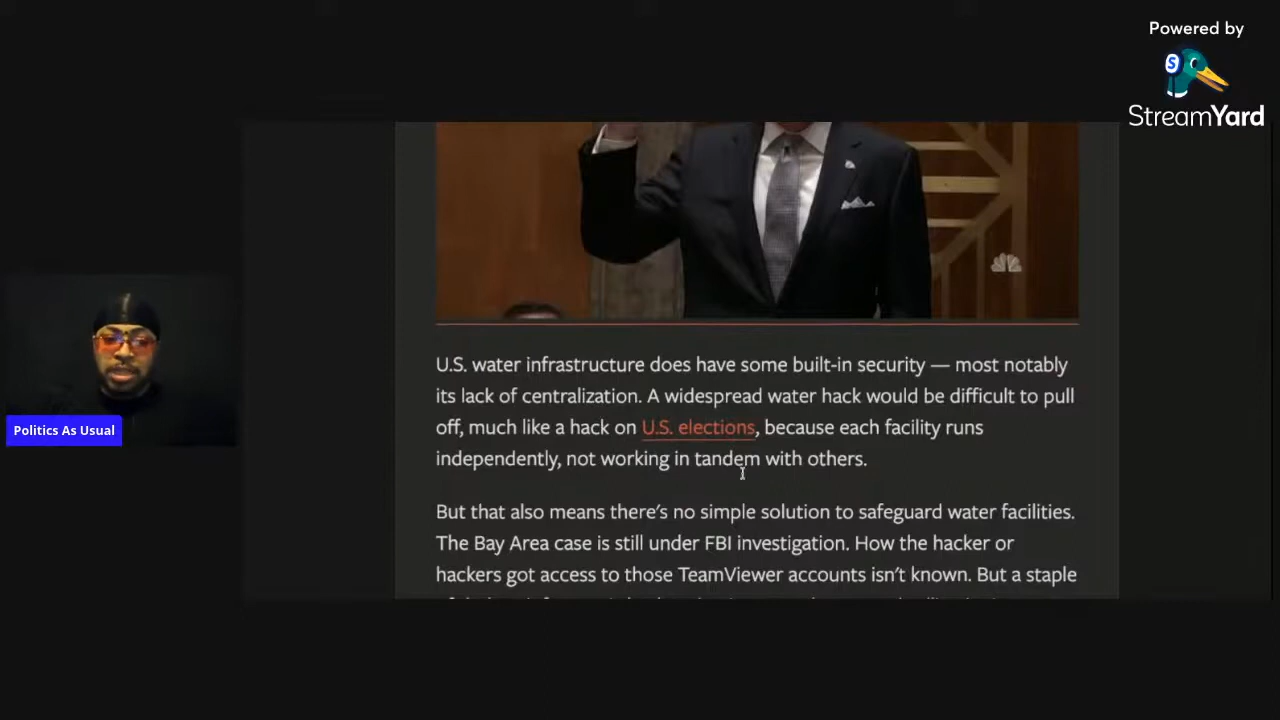 Powered by
StreamYard
U.S. water infrastructure does have some built-in security — most notably
its lack of centralization. A widespread water hack would be difficult to pull
off, much like a hack on U.S. elections, because each facility runs
independently, not working in tandem with others.
Politics As Usual
But that also means there's no simple solution to safeguard water facilities.
The Bay Area case is still under FBI investigation. How the hacker or
hackers got access to those TeamViewer accounts isn't known. But a staple